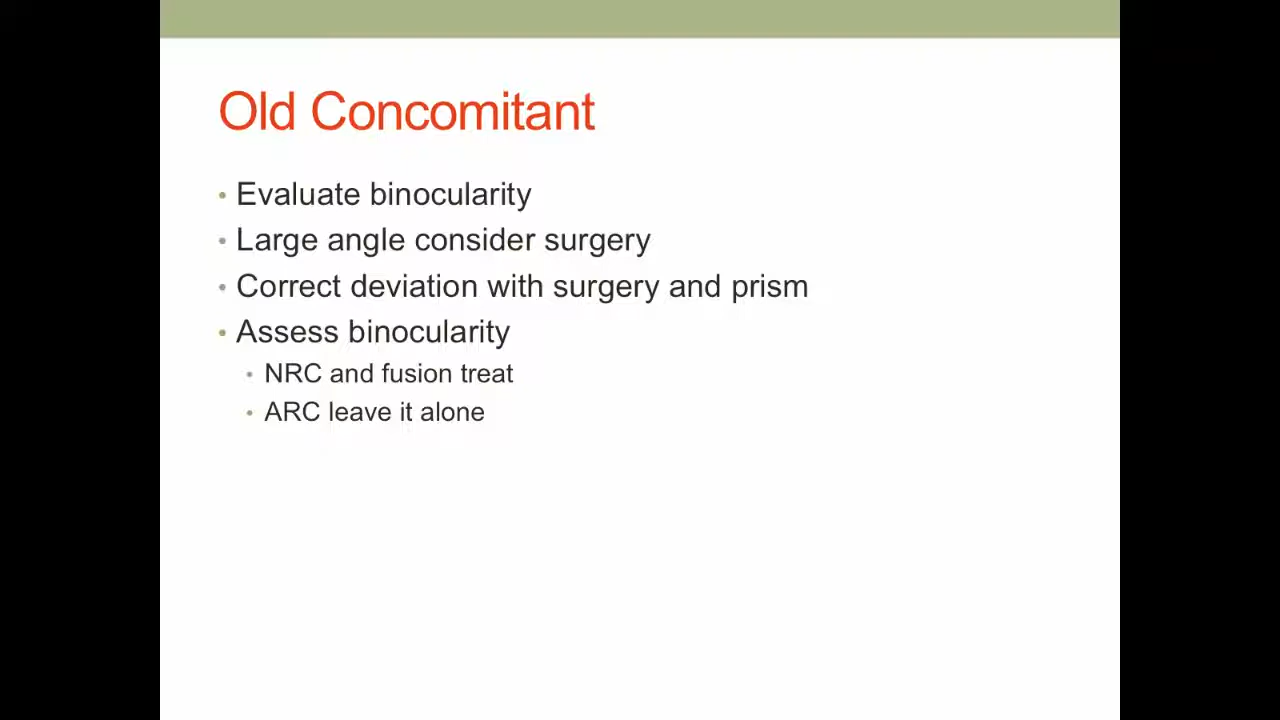 Old Concomitant
• Evaluate binocularity
• Large angle consider surgery
• Correct deviation with surgery and prism
• Assess binocularity
• NRC and fusion treat
• ARC leave it alone